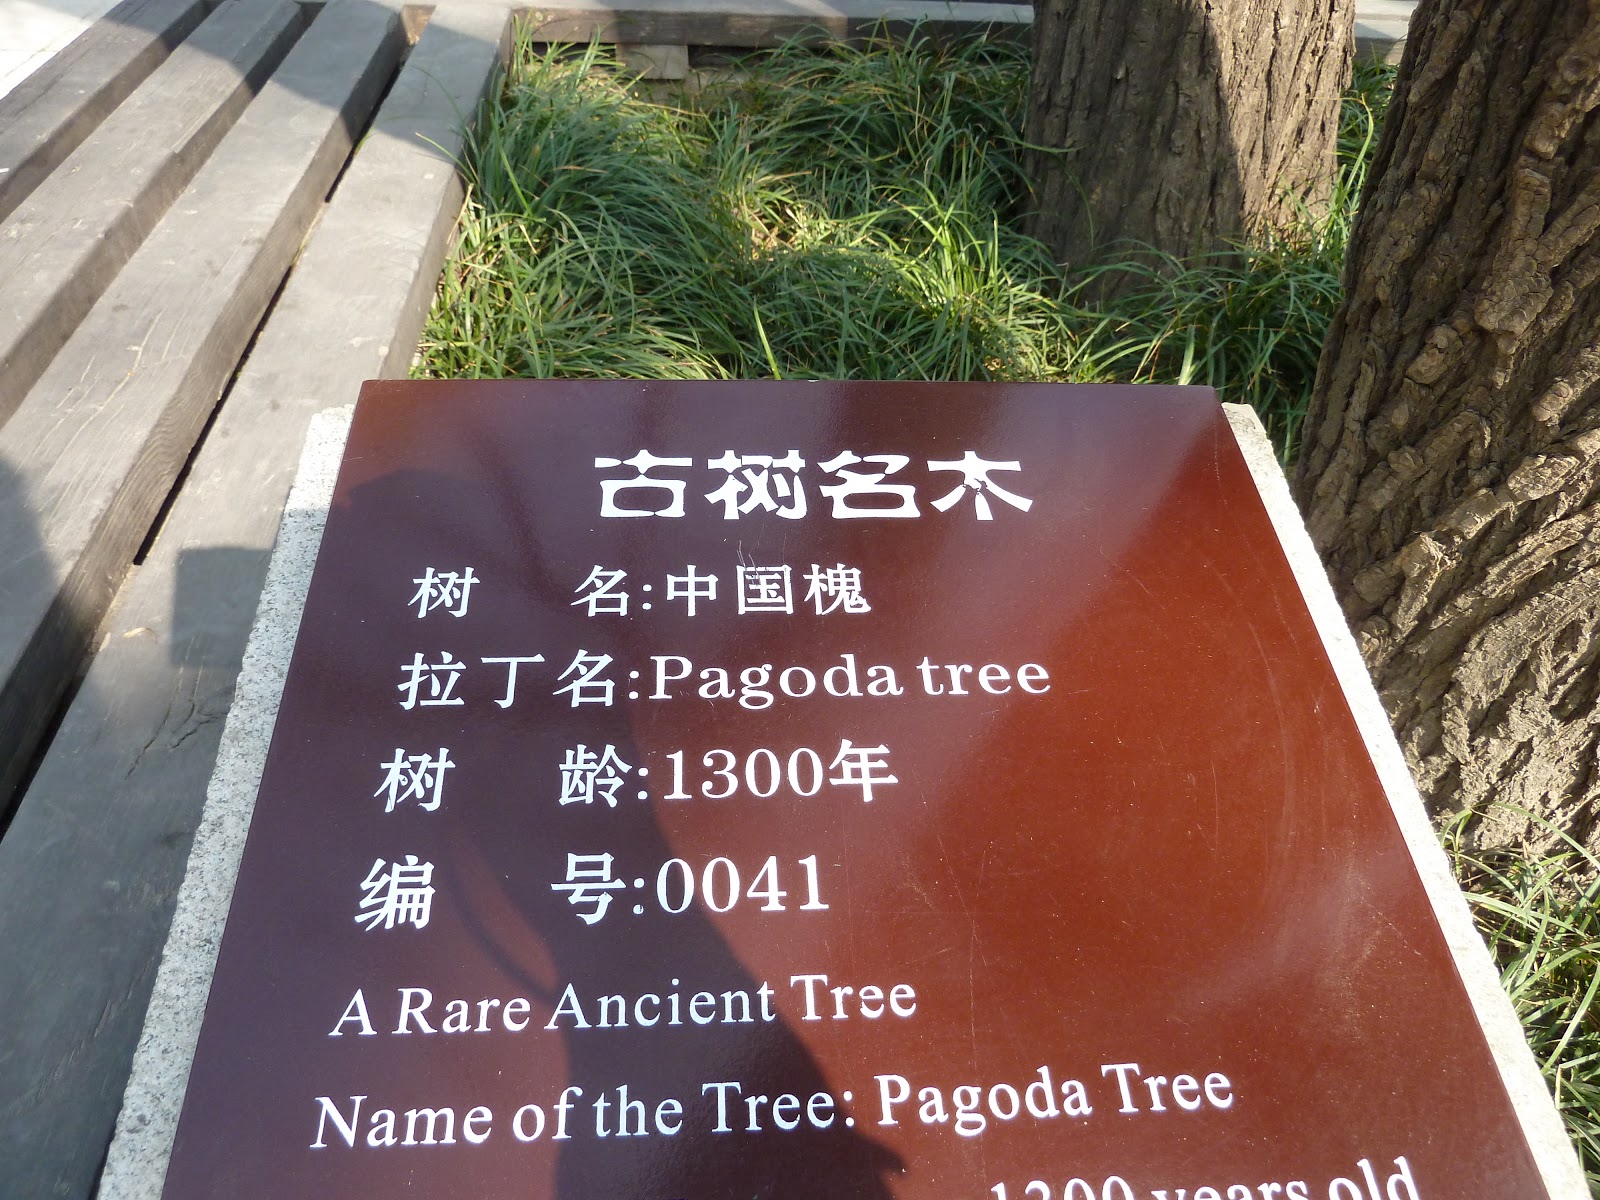 古树名木
树 名:中国槐
拉丁名:Pagoda tree
树 龄:1300年
编 号:0041
A Rare Ancient Tree
Name of the Tree: Pagoda Tree
1300 years old